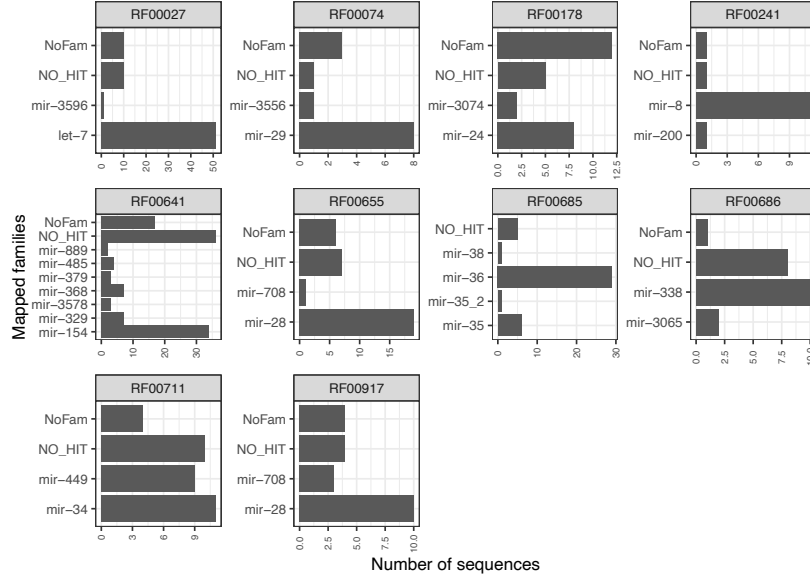 RF00027
RF00074
RF00178
RF00241
NoFam
NO_HIT
mir−3596
let−7
0
10
20
30
40
50
NoFam
NO_HIT
mir−3556
mir−29
0
2
4
6
8
NoFam
NO_HIT
mir−3074
mir−24
0.0
2.5
5.0
7.5
10.0
12.5
NoFam
NO_HIT
mir−8
mir−200
0
3
6
9
RF00641
RF00655
RF00685
RF00686
NoFam
NO_HIT
mir−889
mir−485
mir−379
mir−368
mir−3578
mir−329
mir−154
0
10
20
30
NoFam
NO_HIT
mir−708
mir−28
0
5
10
15
NO_HIT
mir−38
mir−36
mir−35_2
mir−35
0
10
20
30
NoFam
NO_HIT
mir−338
mir−3065
0.0
2.5
5.0
7.5
10.0
RF00711
RF00917
NoFam
NO_HIT
mir−449
mir−34
0
3
6
9
NoFam
NO_HIT
mir−708
mir−28
0.0
2.5
5.0
7.5
10.0
Mapped families
Number of sequences